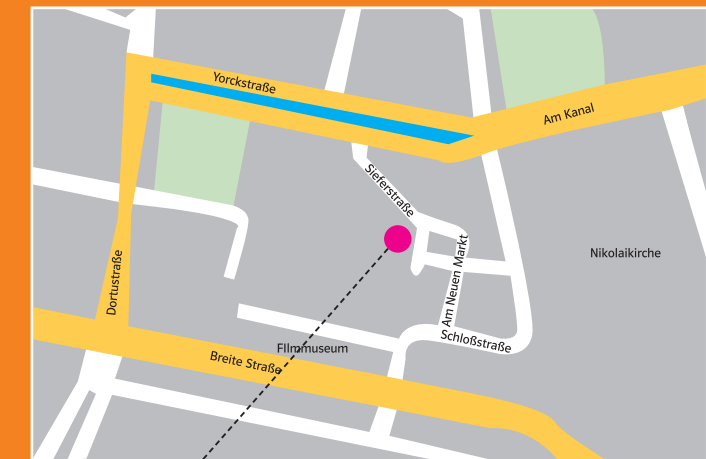 Yorckstraße
Am Kanal
Sieferstraße
Nikolaikirche
Am Neuen Markt
Dortustraße
Schloßstraße
FIlmmuseum
Breite Straße